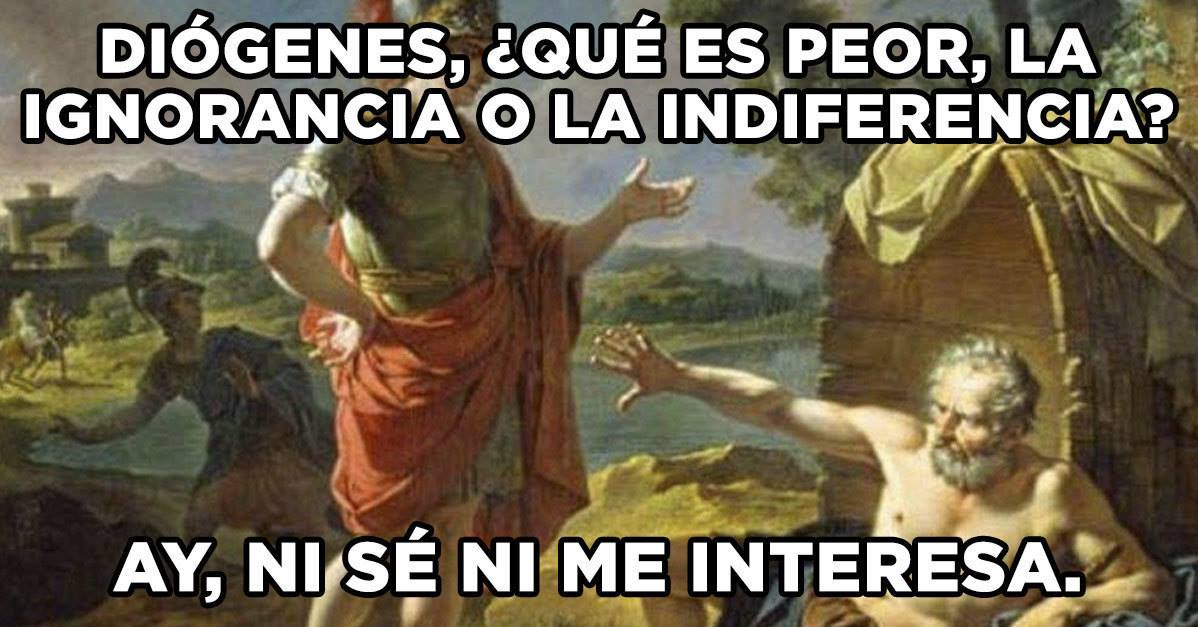 DIÓGENES, ¿QUÉ ES PEOR, LA
IGNORANCIA O LA INDIFERENCIA?
AY, NI SÉ NI ME INTERESA.